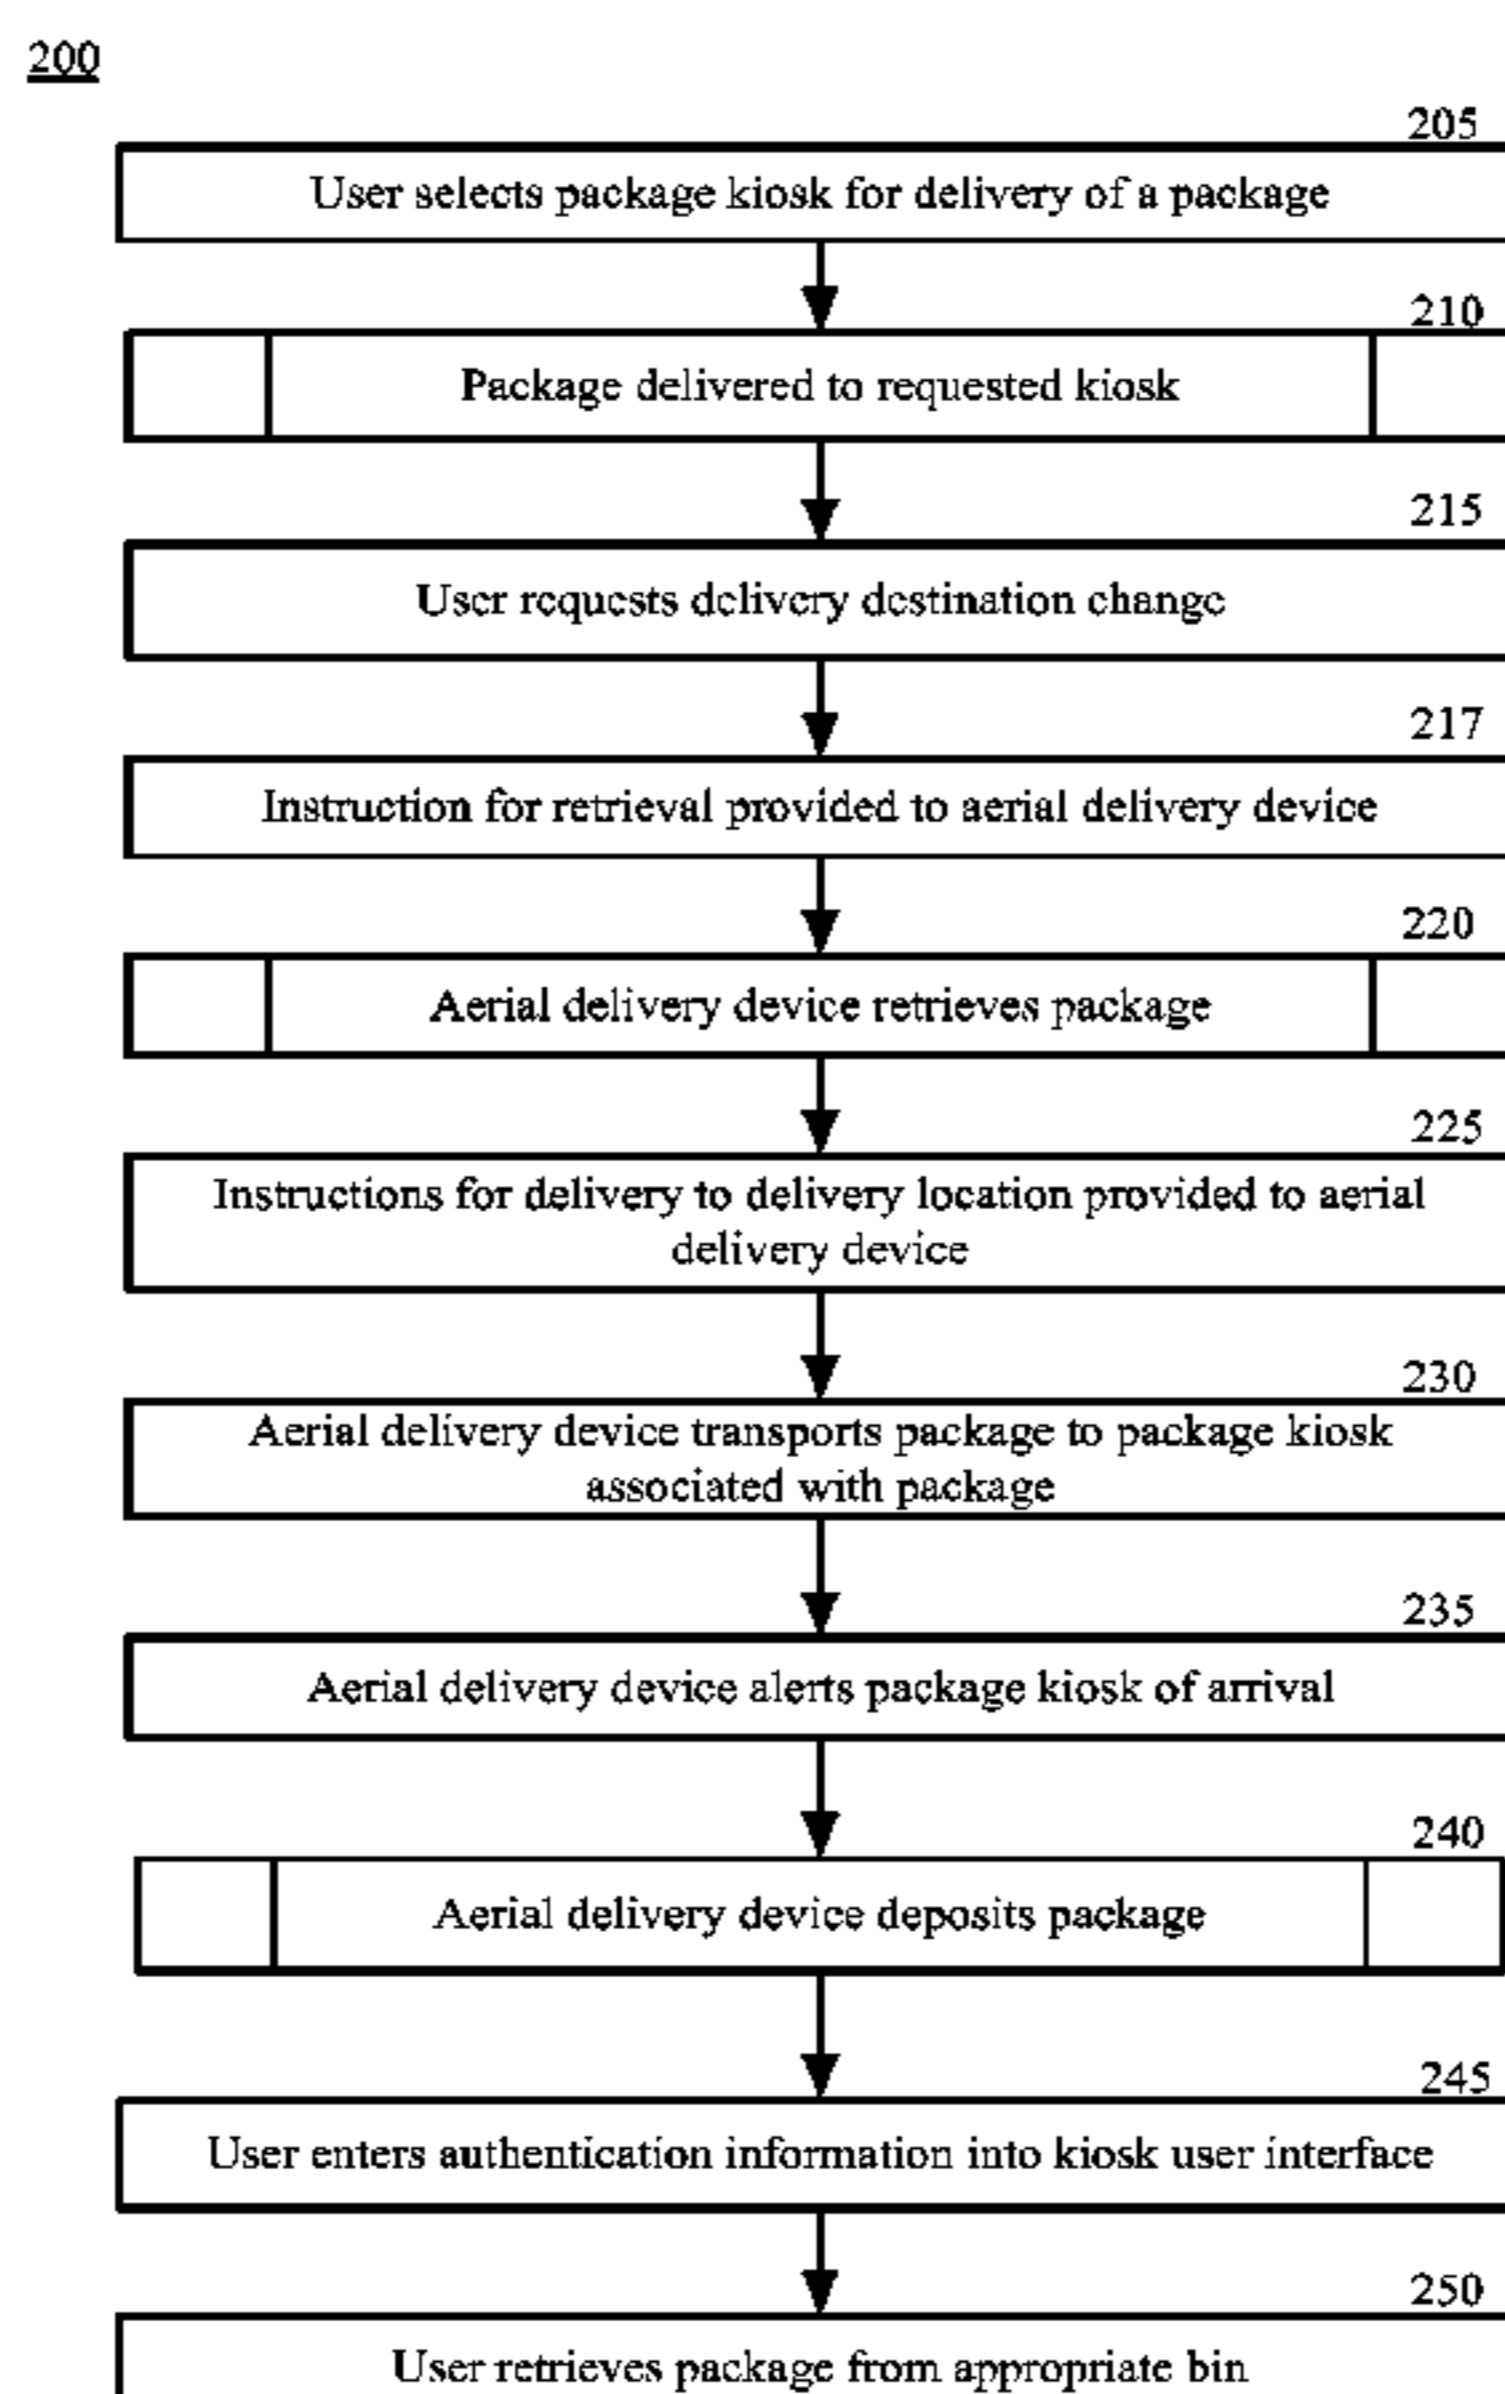 200
205
User selects package kiosk for delivery of a package
210
Package delivered to requested kiosk
215
User requests delivery destination change
217
Instruction for retrieval provided to aerial delivery device
220
Aerial delivery device retrieves package
225
Instructions for delivery to delivery location provided to aerial
delivery device
230
Aerial delivery device transports package to package kiosk
associated with package
235
Aerial delivery device alerts package kiosk of arrival
240
Aerial delivery device deposits package
245
User enters authentication information into kiosk user interface
250
User retrieves package from appropriate bin